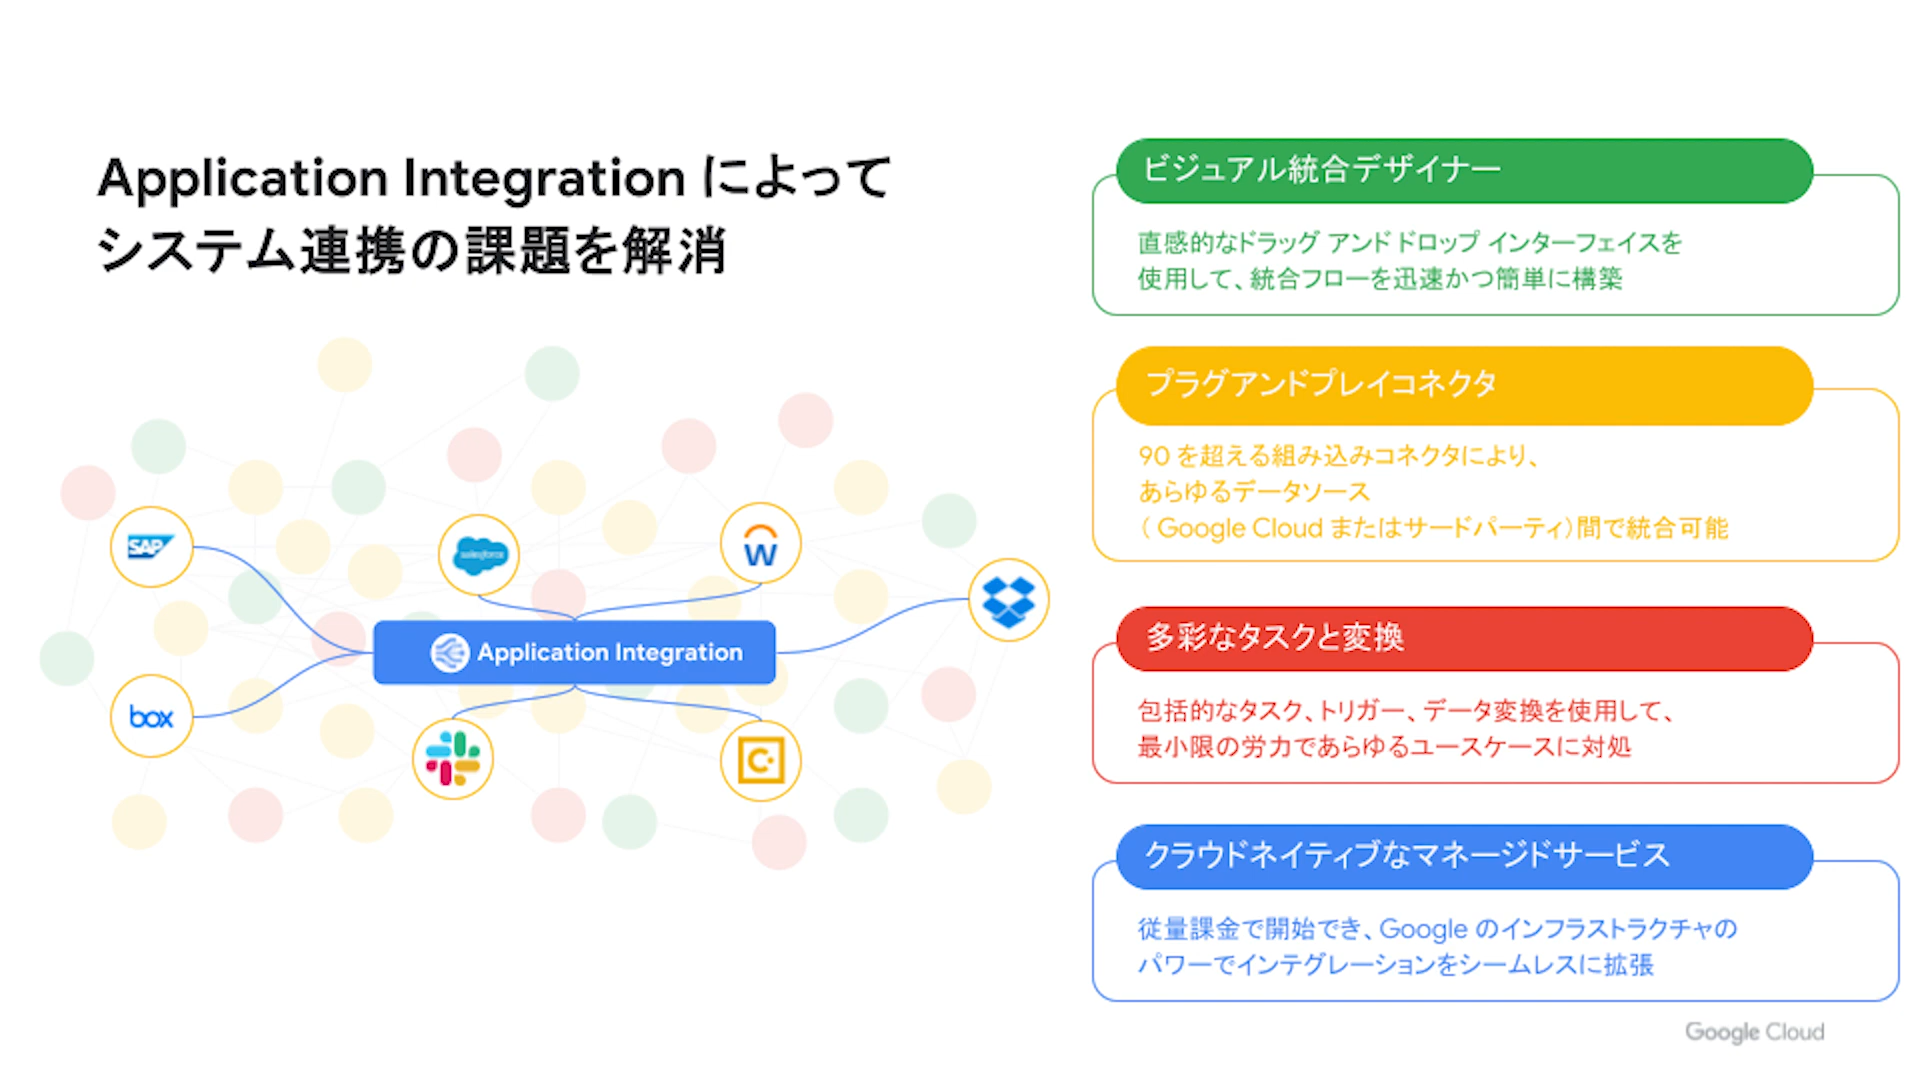 Application Integration によって
システム連携の課題を解消
SAP
salesforce
W
box
Application Integration
C·
ビジュアル統合デザイナー
直感的なドラッグ アンド ドロップ インターフェイスを
使用して、統合フローを迅速かつ簡単に構築
プラグアンドプレイコネクタ
90 を超える組み込みコネクタにより、
あらゆるデータソース
（ Google Cloud またはサードパーティ）間で統合可能
多彩なタスクと変換
包括的なタスク、トリガー、データ変換を使用して、
最小限の労力であらゆるユースケースに対処
クラウドネイティブなマネージドサービス
従量課金で開始でき、Google のインフラストラクチャの
パワーでインテグレーションをシームレスに拡張
Google Cloud